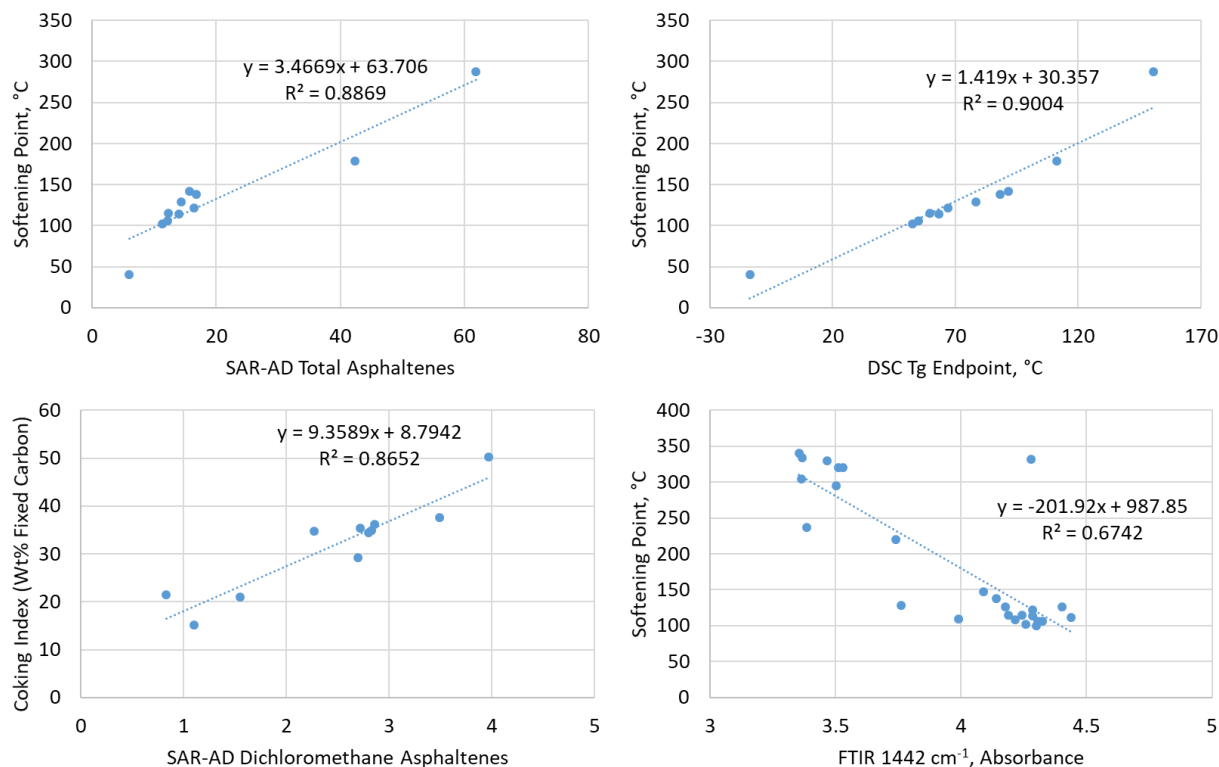 350
300
250
200
150
100
50
0
y = 3.4669x + 63.706
R² = 0.8869
Softening Point, °C
0 20 40 60 80
SAR-AD Total Asphaltenes
350
300
250
200
150
100
50
0
y = 1.419x + 30.357
R² = 0.9004
Softening Point, °C
-30 20 70 120 170
DSC Tg Endpoint, °C
60
50
40
30
20
10
0
y = 9.3589x + 8.7942
R² = 0.8652
Coking Index (Wt% Fixed Carbon)
0 1 2 3 4 5
SAR-AD Dichloromethane Asphaltenes
400
350
300
250
200
150
100
50
0
y = -201.92x + 987.85
R² = 0.6742
Softening Point, °C
3 3.5 4 4.5 5
FTIR 1442 cm⁻¹, Absorbance